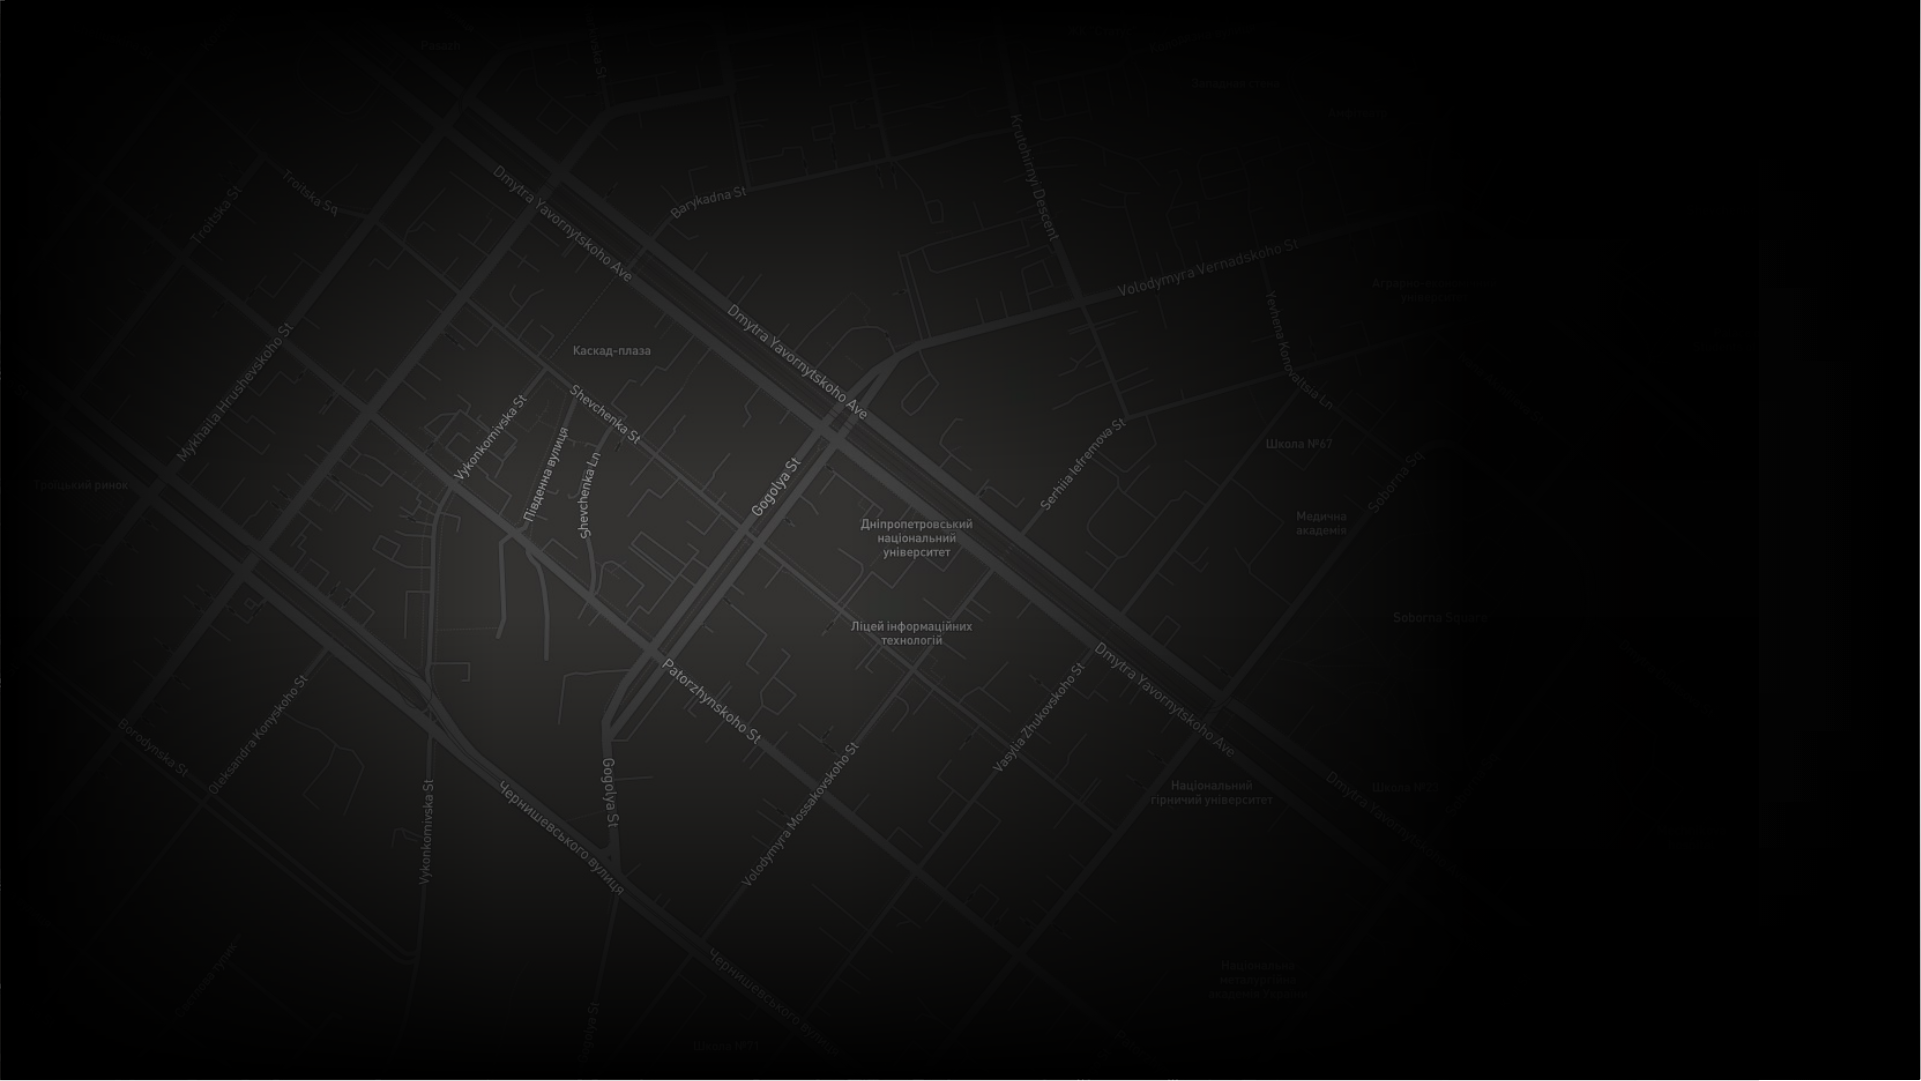 Dmytra Yavornytskoho Ave
Barykadna St
Krutohirnyi Descent
Troitska Sq
Troitska St
Volodymyra Vernadskoho St
Dmytra Yavornytskoho Ave
Yevhena Konovaltsia Ln
Mykhaila Hrushevskoho St
Каскад-плаза
Shevchenka St
Vykonkomivska St
Південна вулиця
Shevchenka Ln
Gogolya St
Serhiia Iefremova St
Школа №67
Soborna Sq
Троїцький ринок
Дніпропетровський
національний
університет
Медична
академія
Ліцей інформаційних
технологій
Soborna Square
Patorzhynskoho St
Dmytra Yavornytskoho Ave
Vasylia Zhukovskoho St
Oleksandra Konyskoho St
Borodynska St
Gogolya St
Vykonkomivska St
Чернишевського вулиця
Volodymyra Mossakovskoho St
Національний
гірничий університет
Чернишевського вулиця